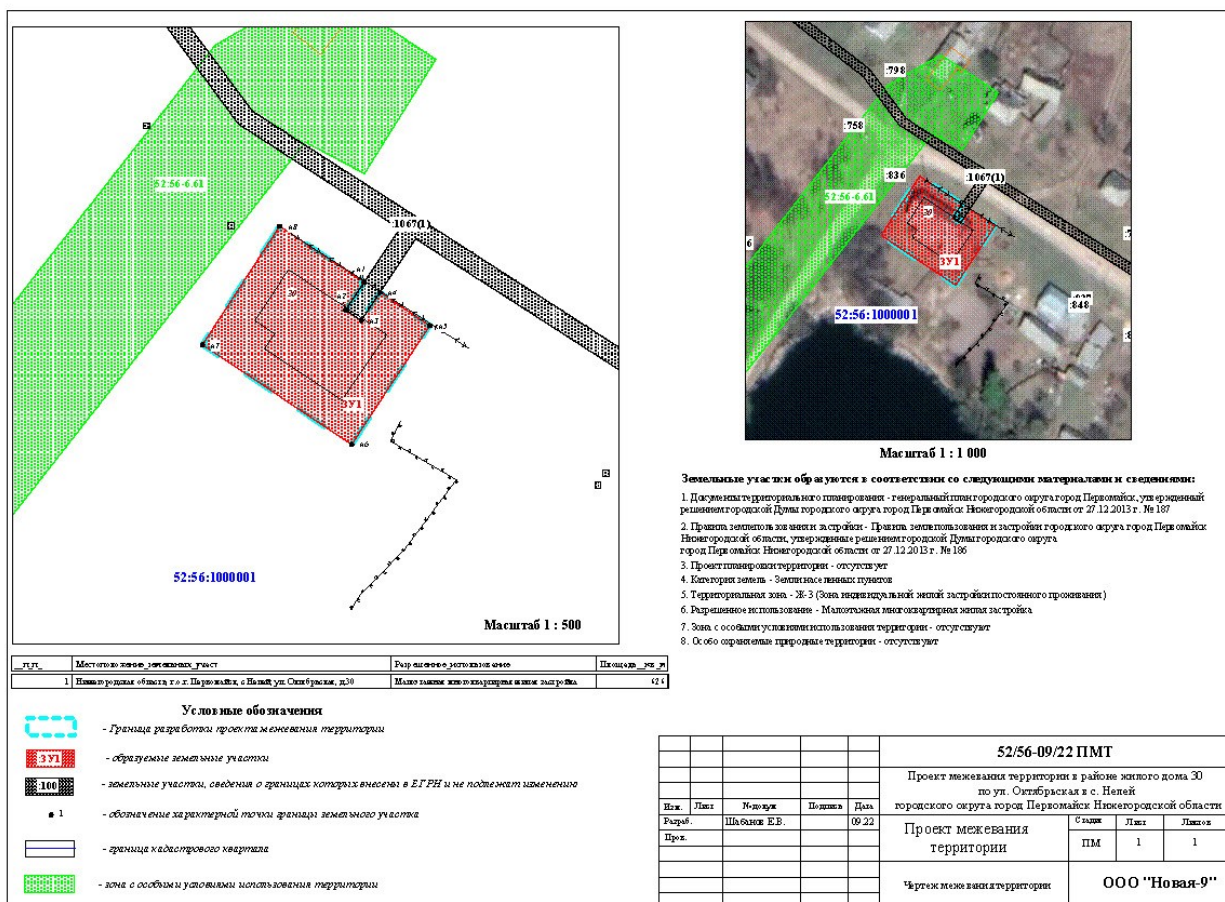 52:56-6.61
:1067(1)
н8
30
н5
н7
:ЗУ1
н6
52:56:1000001
Масштаб 1 : 500
:798
:758
:836
:1067(1)
52:56-6.61
30
:ЗУ1
52:56:1000001
:848
Масштаб 1 : 1 000
Земельные участки образуются в соответствии со следующими материалами и сведениями:
1. Документы территориального планирования - генеральный план городского округа город Первомайск, утвержденный
решением городской Думы городского округа город Первомайск Нижегородской области от 27.12.2013 г. № 187
2. Правила землепользования и застройки - Правила землепользования и застройки городского округа город Первомайск
Нижегородской области, утвержденные решением городской Думы городского округа
город Первомайск Нижегородской области от 27.12.2013 г. № 186
3. Проект планировки территории - отсутствует
4. Категория земель - Земли населенных пунктов
5. Территориальная зона - Ж-3 (Зона индивидуальной жилой застройки постоянного проживания)
6. Разрешенное использование - Малоэтажная многоквартирная жилая застройка
7. Зона с особыми условиями использования территории - отсутствуют
8. Особо охраняемые природные территории - отсутствуют
__п_п_ Местоположение_земельных_участ Разрешенное_использование Площадь__кв_м
1 Нижегородская область, г.о.г. Первомайск, с.Нелей, ул. Октябрьская, д.30 Малоэтажная многоквартирная жилая застройка 626
Условные обозначения
- Граница разработки проекта межевания территории
:ЗУ1 - образуемые земельные участки
:100 - земельные участки, сведения о границах которых внесены в ЕГРН и не подлежат изменению
1 - обозначение характерной точки границы земельного участка
- граница кадастрового квартала
- зона с особыми условиями использования территории
52/56-09/22 ПМТ
Проект межевания территории в районе жилого дома 30
по ул. Октябрьская в с. Нелей
городского округа город Первомайск Нижегородской области
Изм. Лист №докум Подпись Дата
Разраб. Шабанов Е.В. 09.22
Пров.
Проект межевания
территории
Стадия Лист Листов
ПМ 1 1
Чертеж межевания территории
ООО "Новая-9"